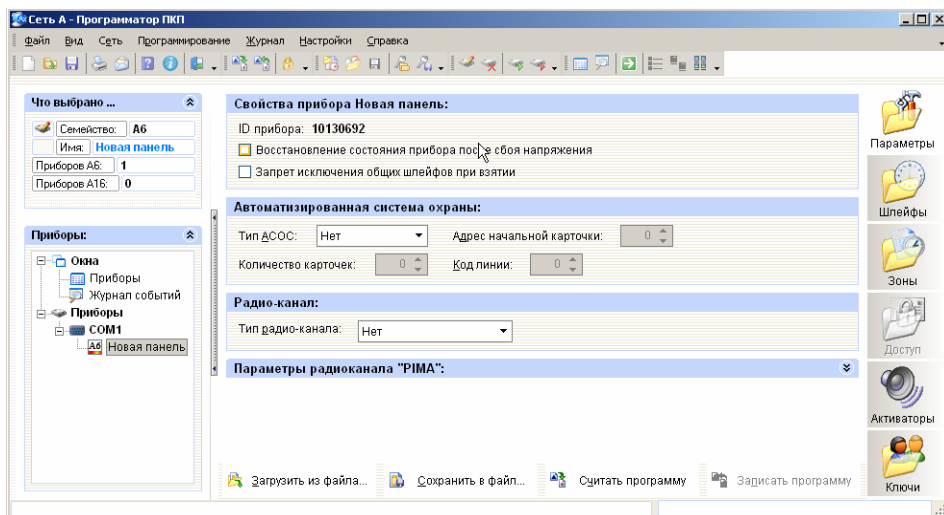 Сеть А - Программатор ПКП
Файл Вид Сеть Программирование Журнал Настройки Справка
Что выбрано ...
Семейство: А6
Имя: Новая панель
Приборов А6: 1
Приборов А16: 0
Приборы:
Окна
Приборы
Журнал событий
Приборы
COM1
А6 Новая панель
Свойства прибора Новая панель:
ID прибора: 10130692
Восстановление состояния прибора после сбоя напряжения
Запрет исключения общих шлейфов при взятии
Автоматизированная система охраны:
Тип АСОС: Нет Адрес начальной карточки: 0
Количество карточек: 0 Код линии: 0
Радио-канал:
Тип радио-канала: Нет
Параметры радиоканала "PIMA":
Загрузить из файла... Сохранить в файл... Считать программу Записать программу
Параметры
Шлейфы
Зоны
Доступ
Активаторы
Ключи